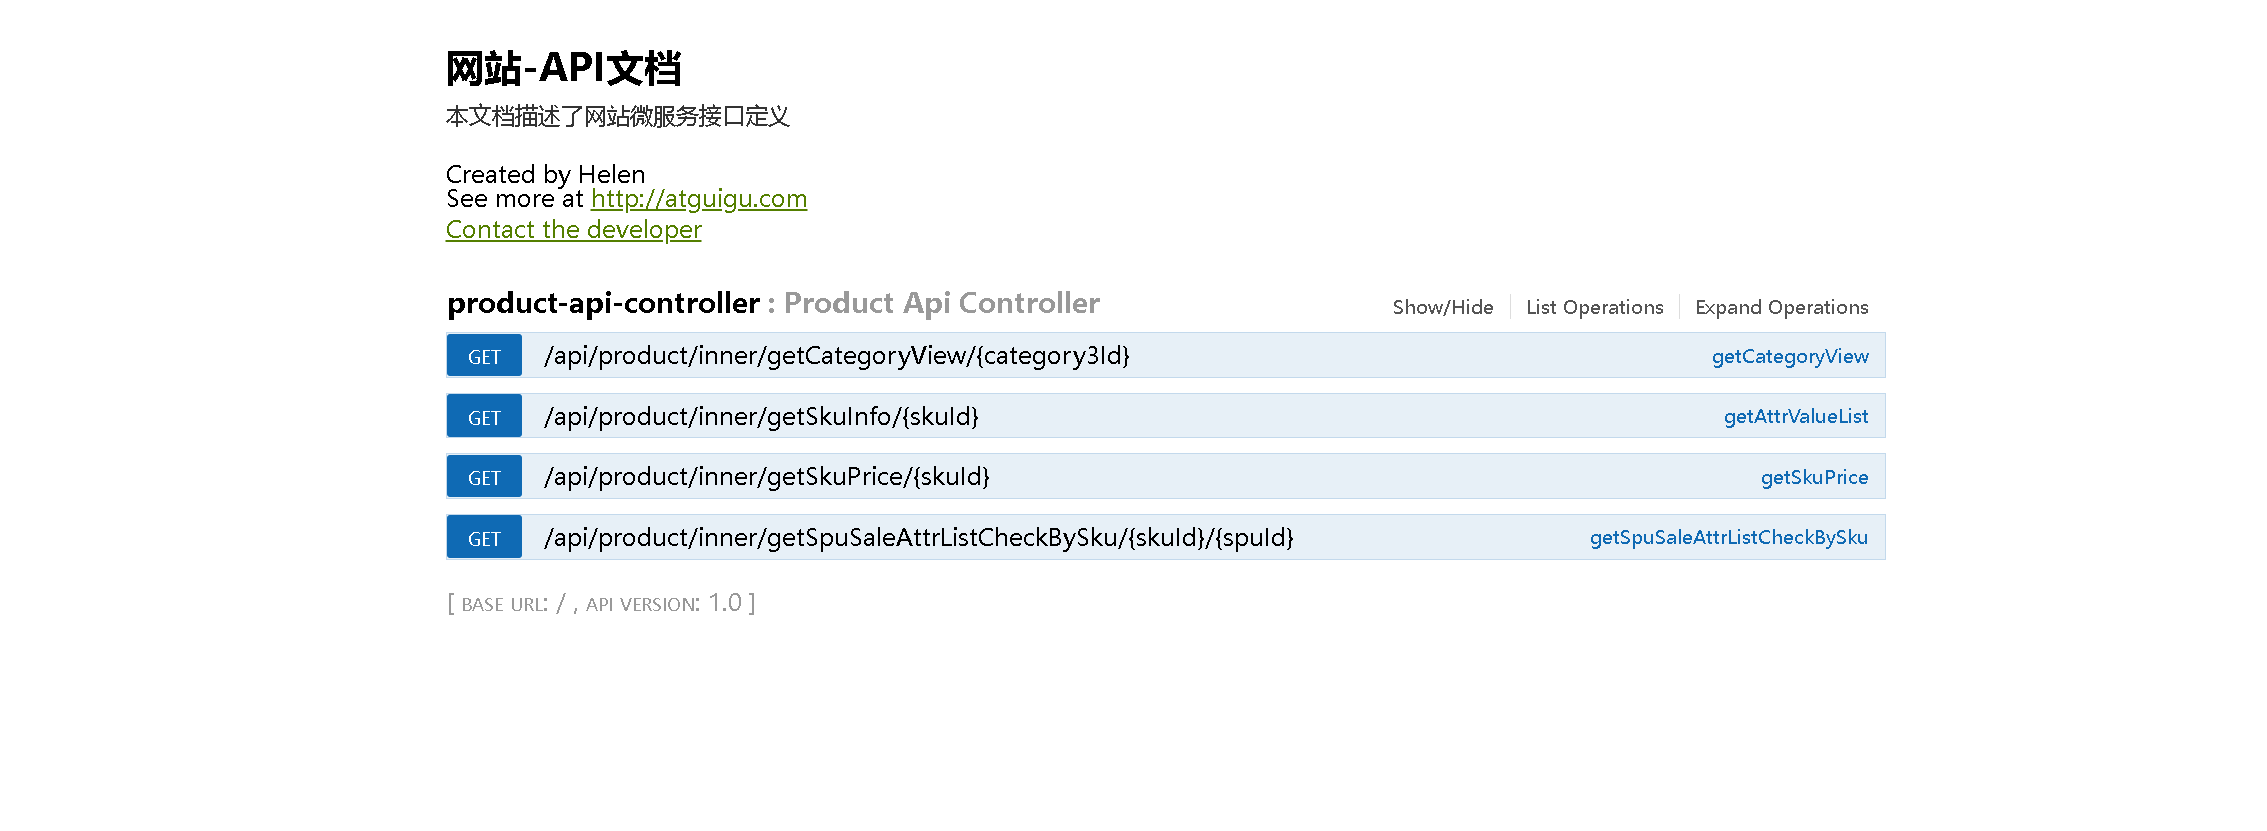 网站-API文档
本文档描述了网站微服务接口定义
Created by Helen
See more at http://atguigu.com
Contact the developer
product-api-controller : Product Api Controller Show/Hide List Operations Expand Operations
GET /api/product/inner/getCategoryView/{category3Id} getCategoryView
GET /api/product/inner/getSkuInfo/{skuId} getAttrValueList
GET /api/product/inner/getSkuPrice/{skuId} getSkuPrice
GET /api/product/inner/getSpuSaleAttrListCheckBySku/{skuId}/{spuId} getSpuSaleAttrListCheckBySku
[ BASE URL: / , API VERSION: 1.0 ]